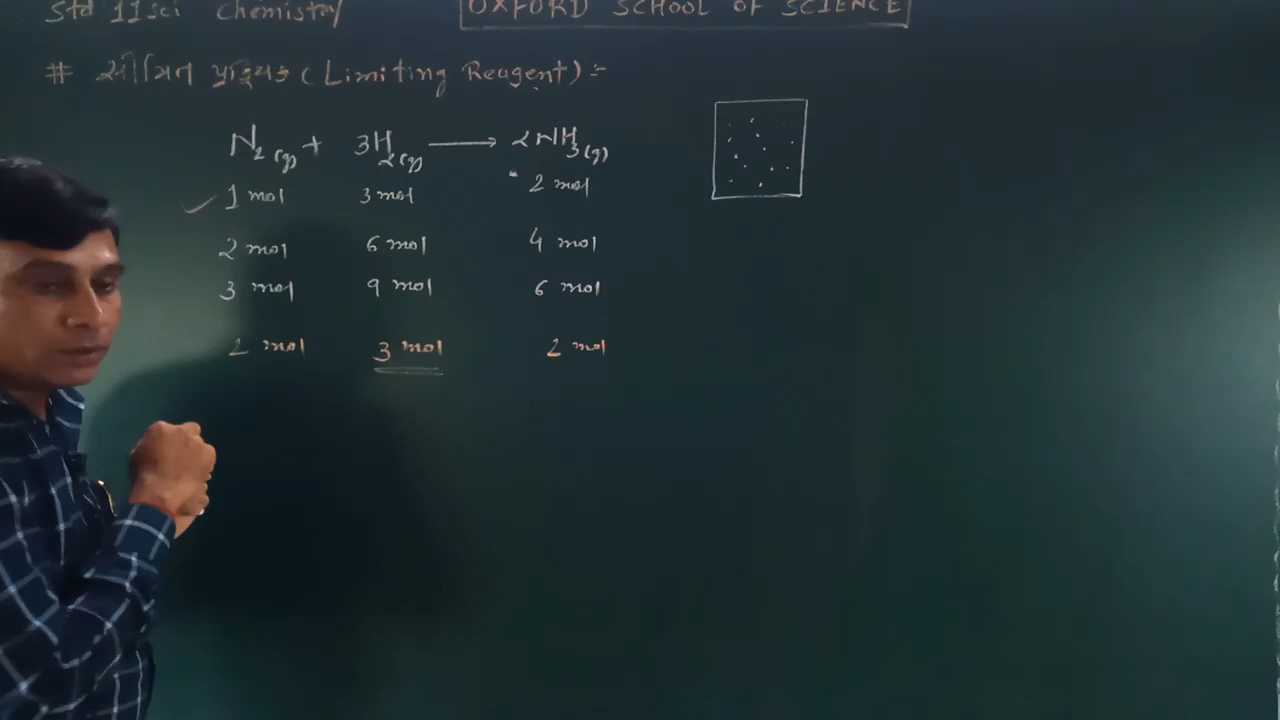 Std 11 sci Chemistry
OXFORD SCHOOL OF SCIENCE
# સીમિત પ્રક્રિયક (Limiting Reagent) :-
N₂(g) + 3H₂(g) ⟶ 2NH₃(g)
✓ 1 mol 3 mol 2 mol
2 mol 6 mol 4 mol
3 mol 9 mol 6 mol
2 mol 3 mol 2 mol